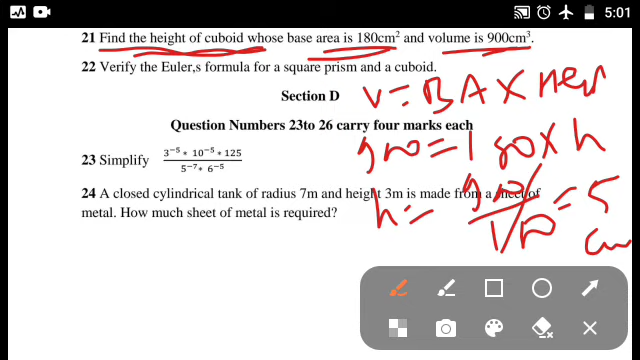 5:01
21 Find the height of cuboid whose base area is 180cm² and volume is 900cm³.
22 Verify the Euler,s formula for a square prism and a cuboid.
V = BA × Hei
Section D
Question Numbers 23to 26 carry four marks each
900 = 180 × h
23 Simplify 3⁻⁵ * 10⁻⁵ * 125 / 5⁻⁷ * 6⁻⁵
24 A closed cylindrical tank of radius 7m and height 3m is made from a sheet of
metal. How much sheet of metal is required?
h = 900/180 = 5
cm